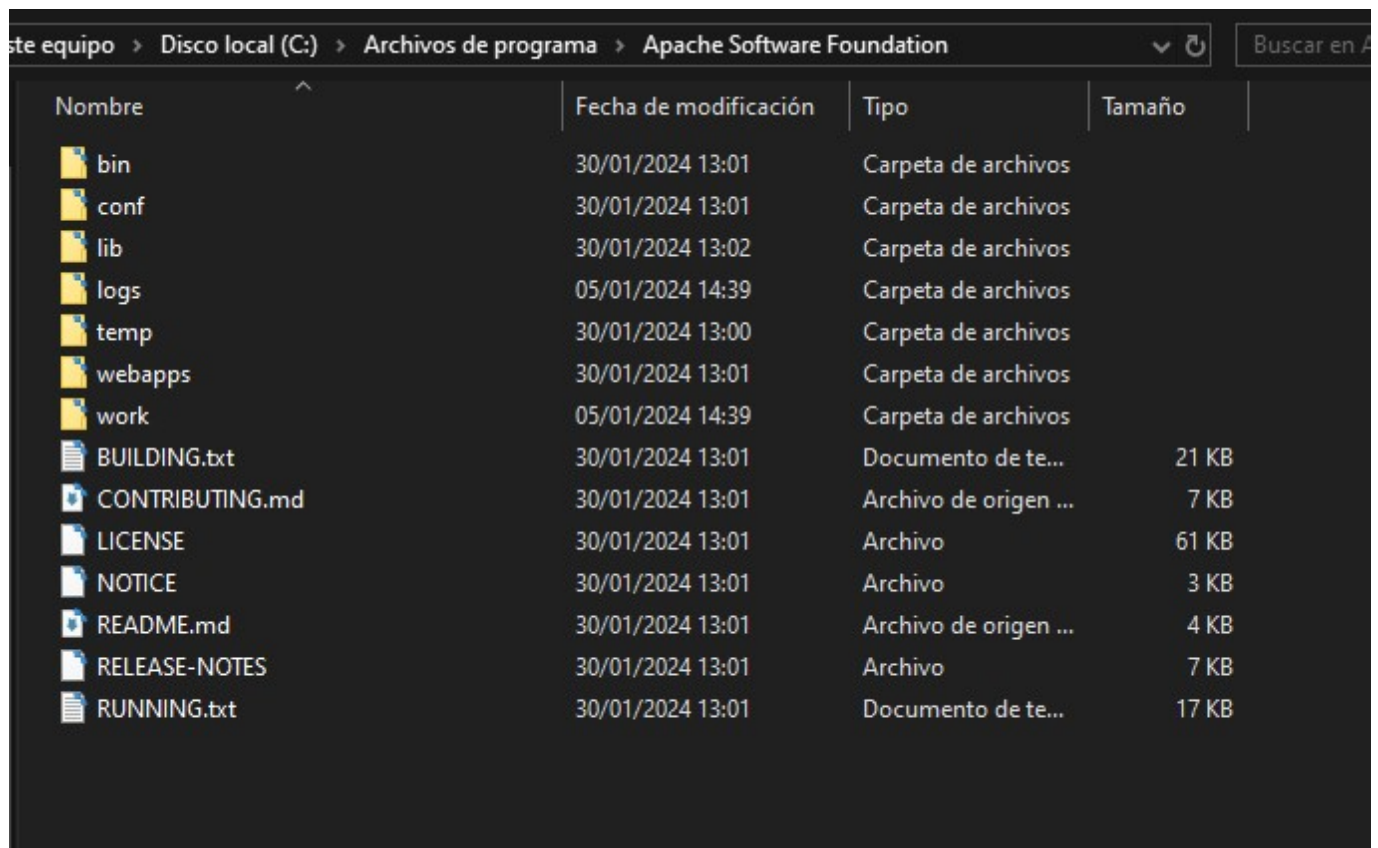 ste equipo > Disco local (C:) > Archivos de programa > Apache Software Foundation Buscar en A
Nombre Fecha de modificación Tipo Tamaño
bin 30/01/2024 13:01 Carpeta de archivos
conf 30/01/2024 13:01 Carpeta de archivos
lib 30/01/2024 13:02 Carpeta de archivos
logs 05/01/2024 14:39 Carpeta de archivos
temp 30/01/2024 13:00 Carpeta de archivos
webapps 30/01/2024 13:01 Carpeta de archivos
work 05/01/2024 14:39 Carpeta de archivos
BUILDING.txt 30/01/2024 13:01 Documento de te... 21 KB
CONTRIBUTING.md 30/01/2024 13:01 Archivo de origen ... 7 KB
LICENSE 30/01/2024 13:01 Archivo 61 KB
NOTICE 30/01/2024 13:01 Archivo 3 KB
README.md 30/01/2024 13:01 Archivo de origen ... 4 KB
RELEASE-NOTES 30/01/2024 13:01 Archivo 7 KB
RUNNING.txt 30/01/2024 13:01 Documento de te... 17 KB